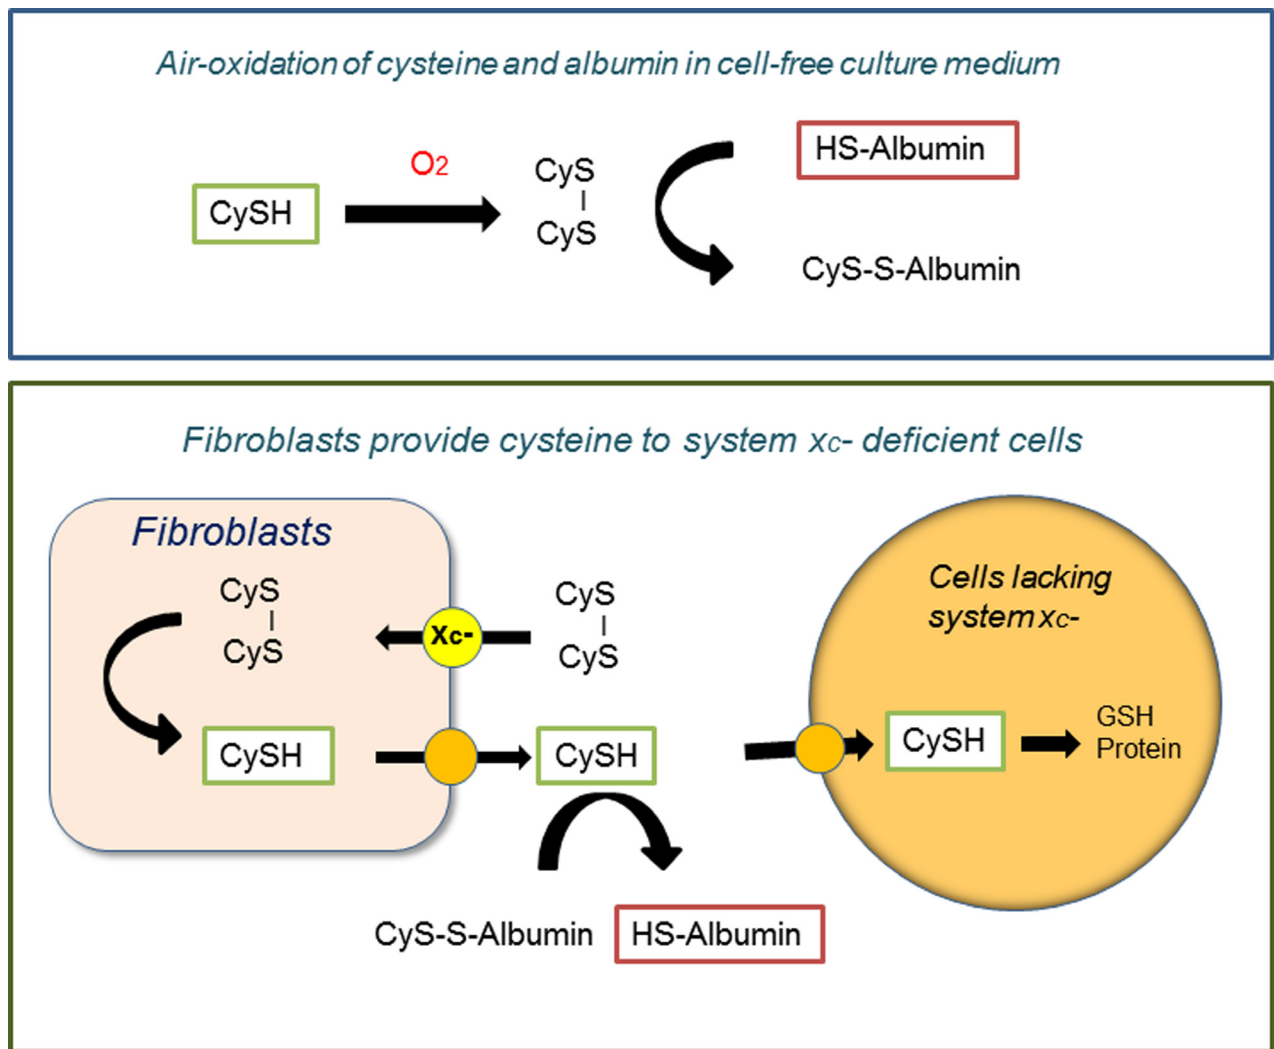 Air-oxidation of cysteine and albumin in cell-free culture medium
O2
HS-Albumin
CyS
CySH
CyS
CyS-S-Albumin
Fibroblasts provide cysteine to system xc- deficient cells
Fibroblasts
Cells lacking
system xc-
CyS
CyS
Xc-
CyS
CyS
CySH
CySH
CySH
GSH
Protein
CyS-S-Albumin
HS-Albumin